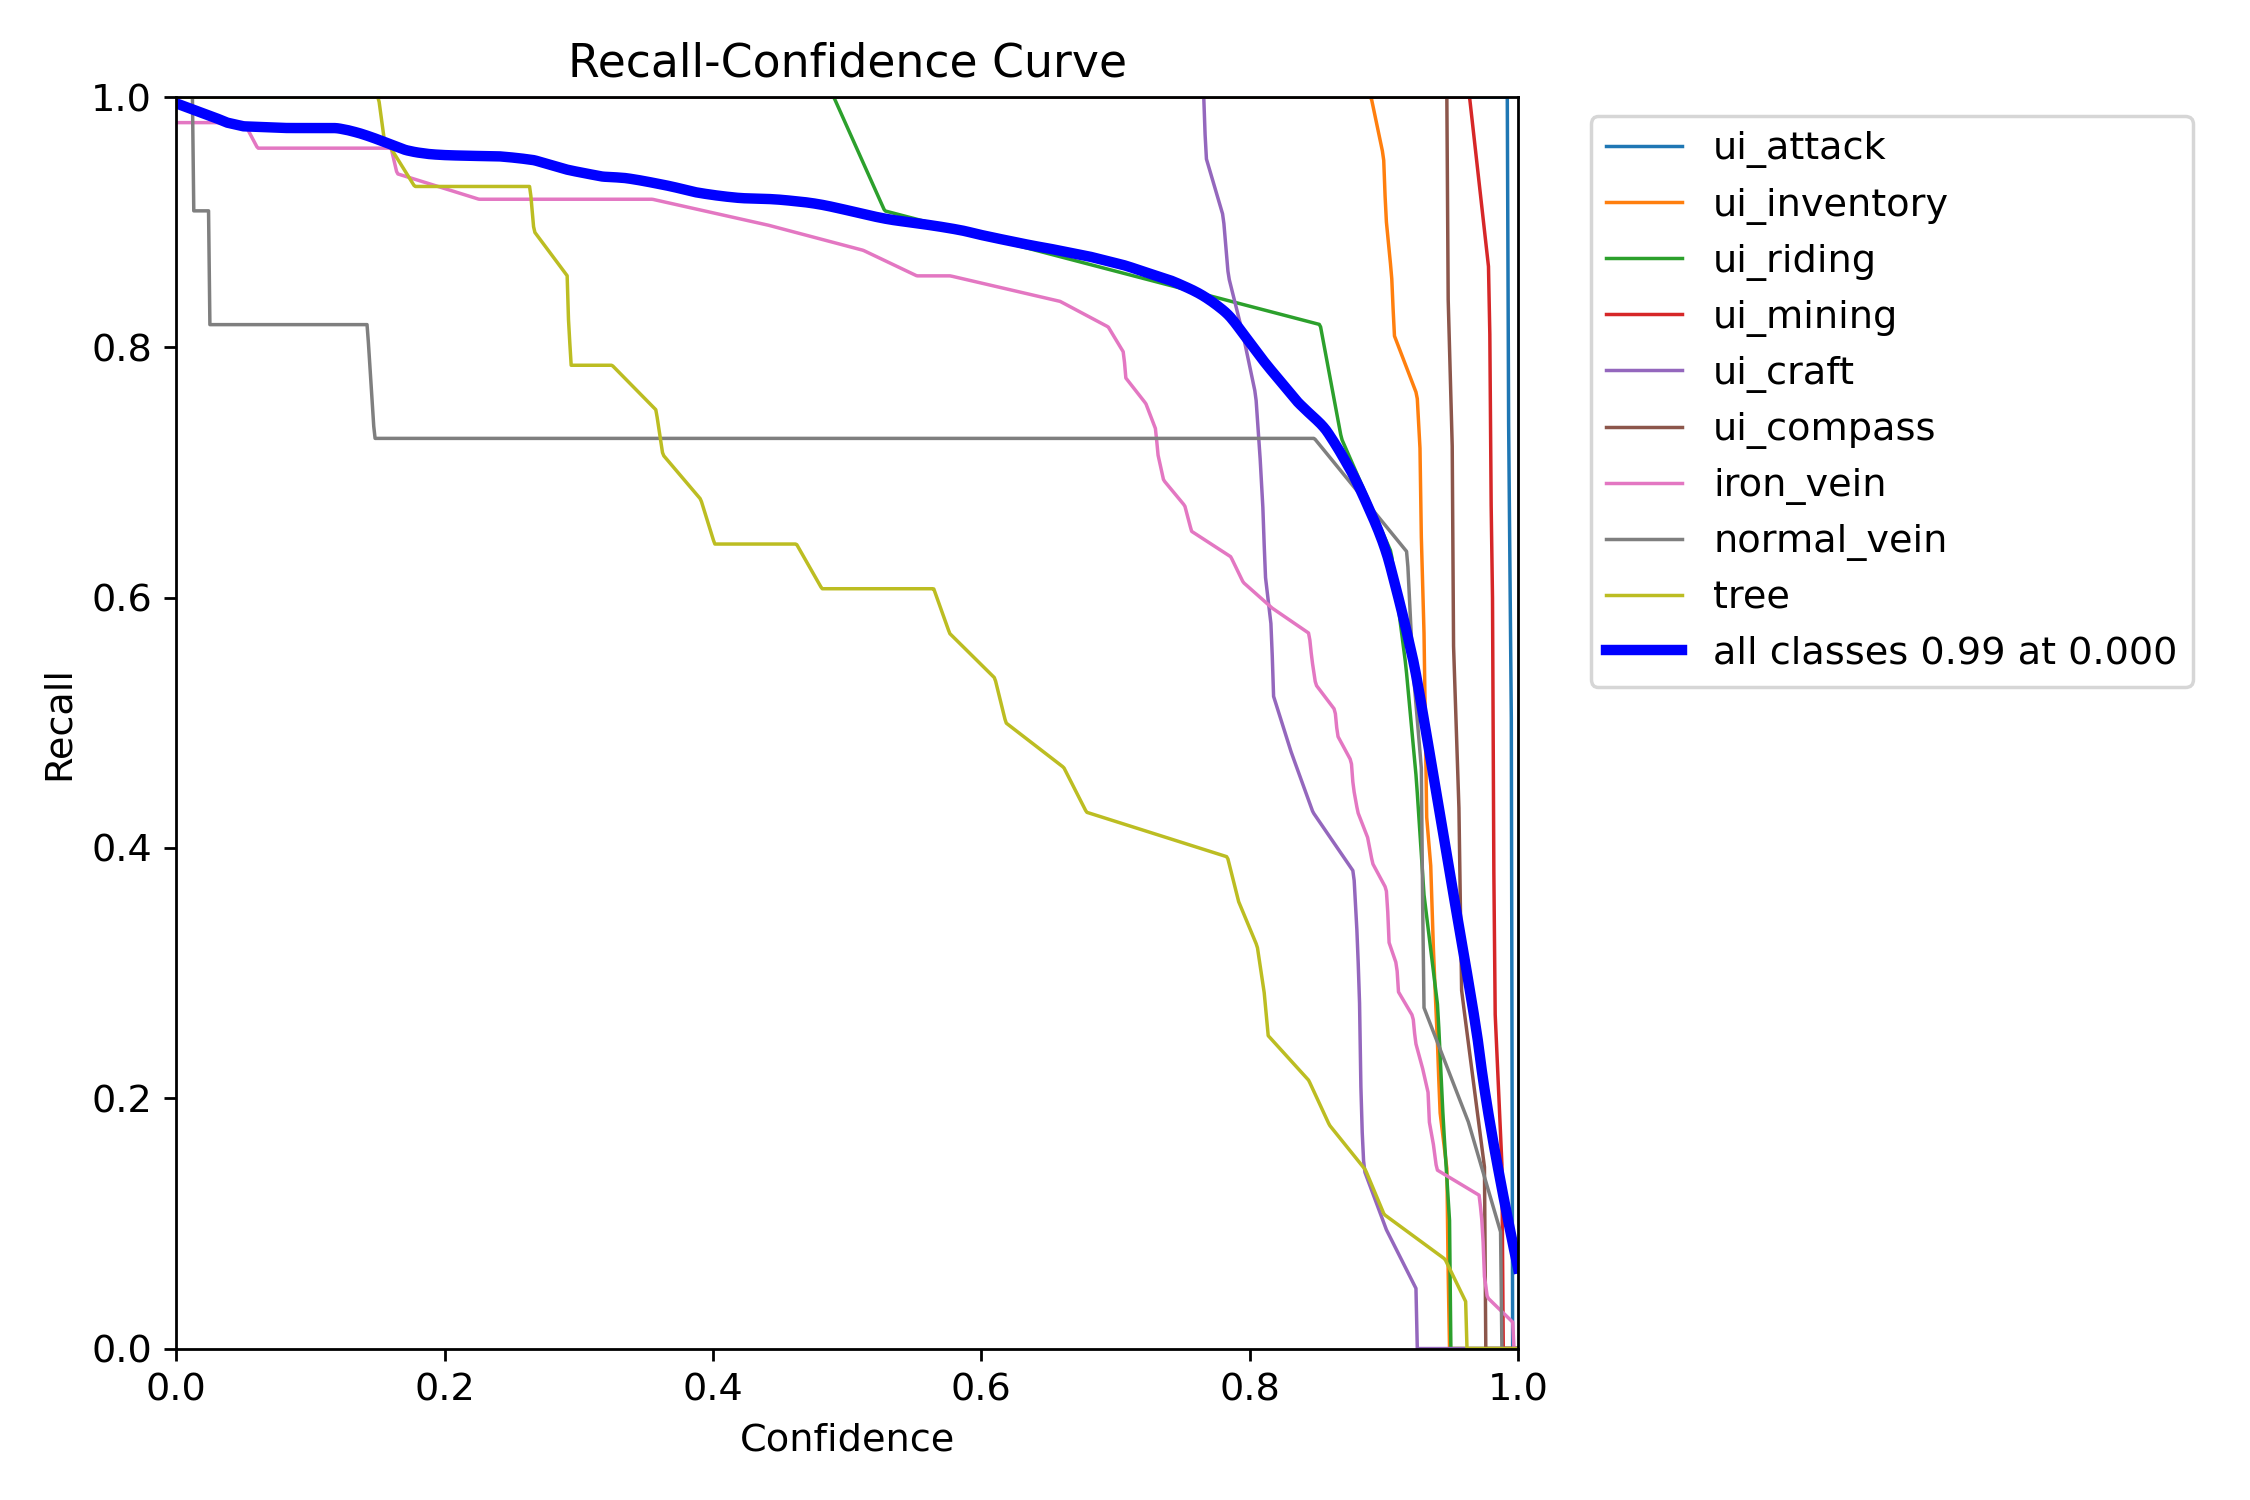 Recall-Confidence Curve
1.0
0.8
0.6
0.4
0.2
0.0
Recall
0.0 0.2 0.4 0.6 0.8 1.0
Confidence
ui_attack
ui_inventory
ui_riding
ui_mining
ui_craft
ui_compass
iron_vein
normal_vein
tree
all classes 0.99 at 0.000